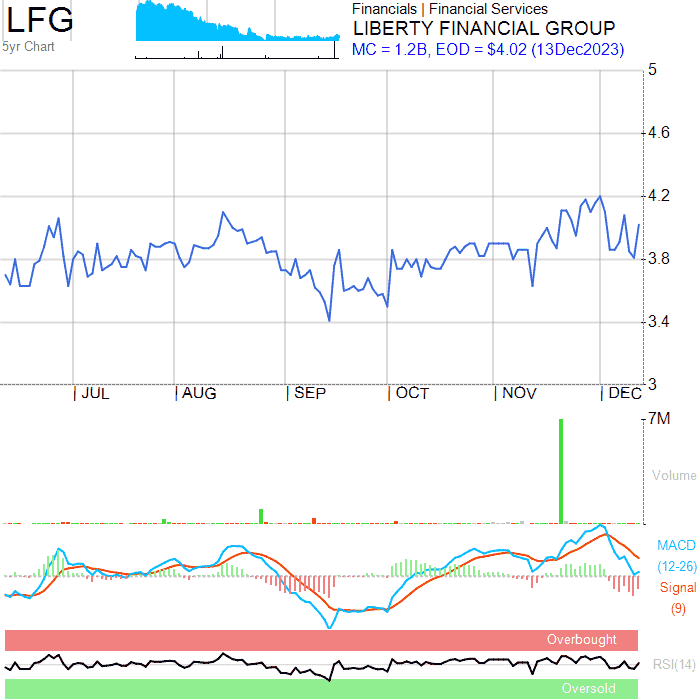 LFG
5yr Chart
Financials | Financial Services
LIBERTY FINANCIAL GROUP
MC = 1.2B, EOD = $4.02 (13Dec2023)
5
4.6
4.2
3.8
3.4
3
| JUL | AUG | SEP | OCT | NOV | DEC
7M
Volume
MACD
(12-26)
Signal
(9)
Overbought
RSI(14)
Oversold